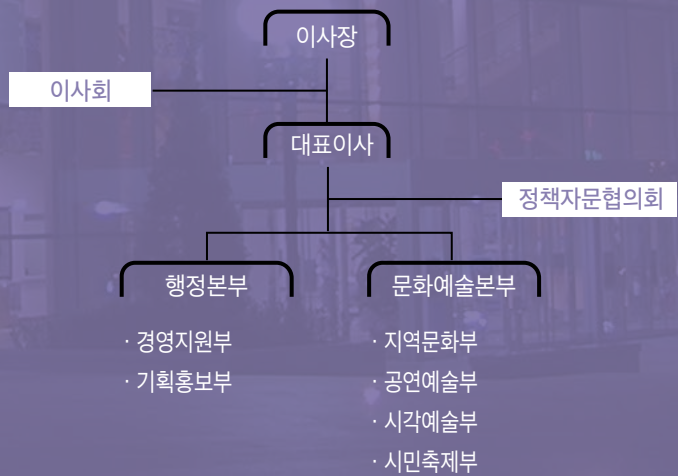 이사장
이사회
대표이사
정책자문협의회
행정본부
문화예술본부
· 경영지원부
· 기획홍보부
· 지역문화부
· 공연예술부
· 시각예술부
· 시민축제부